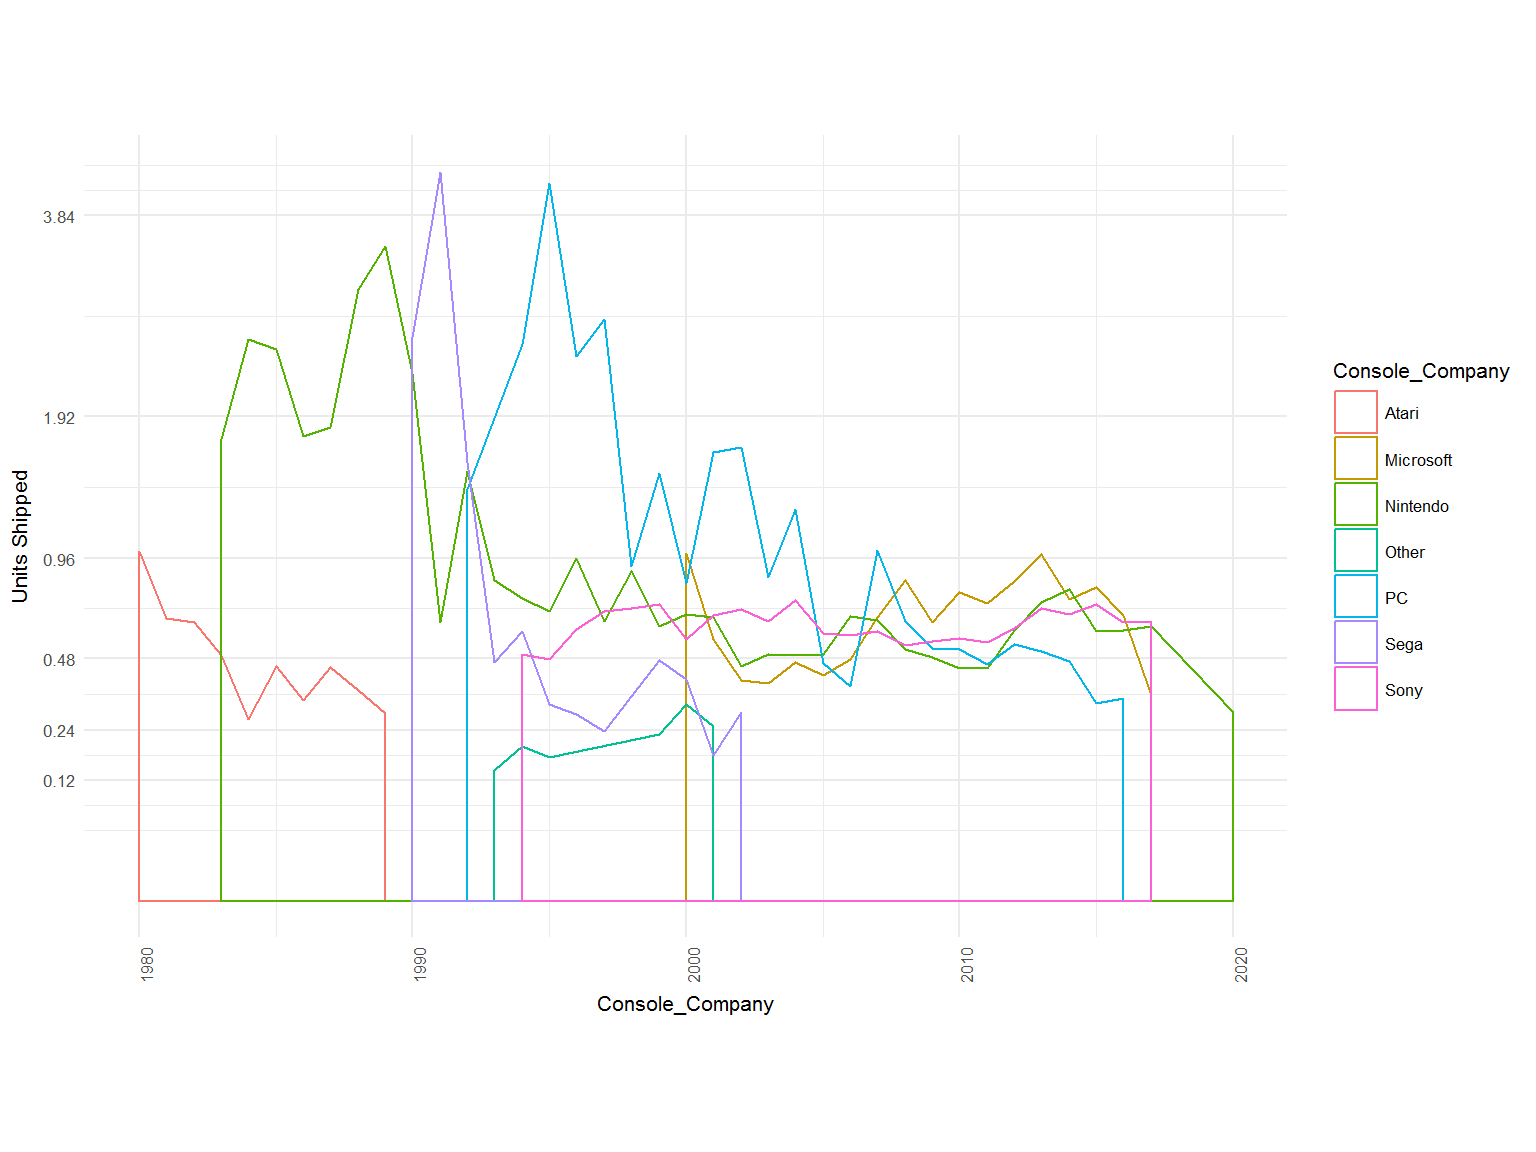 Units Shipped
3.84
1.92
0.96
0.48
0.24
0.12
1980
1990
2000
2010
2020
Console_Company
Console_Company
Atari
Microsoft
Nintendo
Other
PC
Sega
Sony